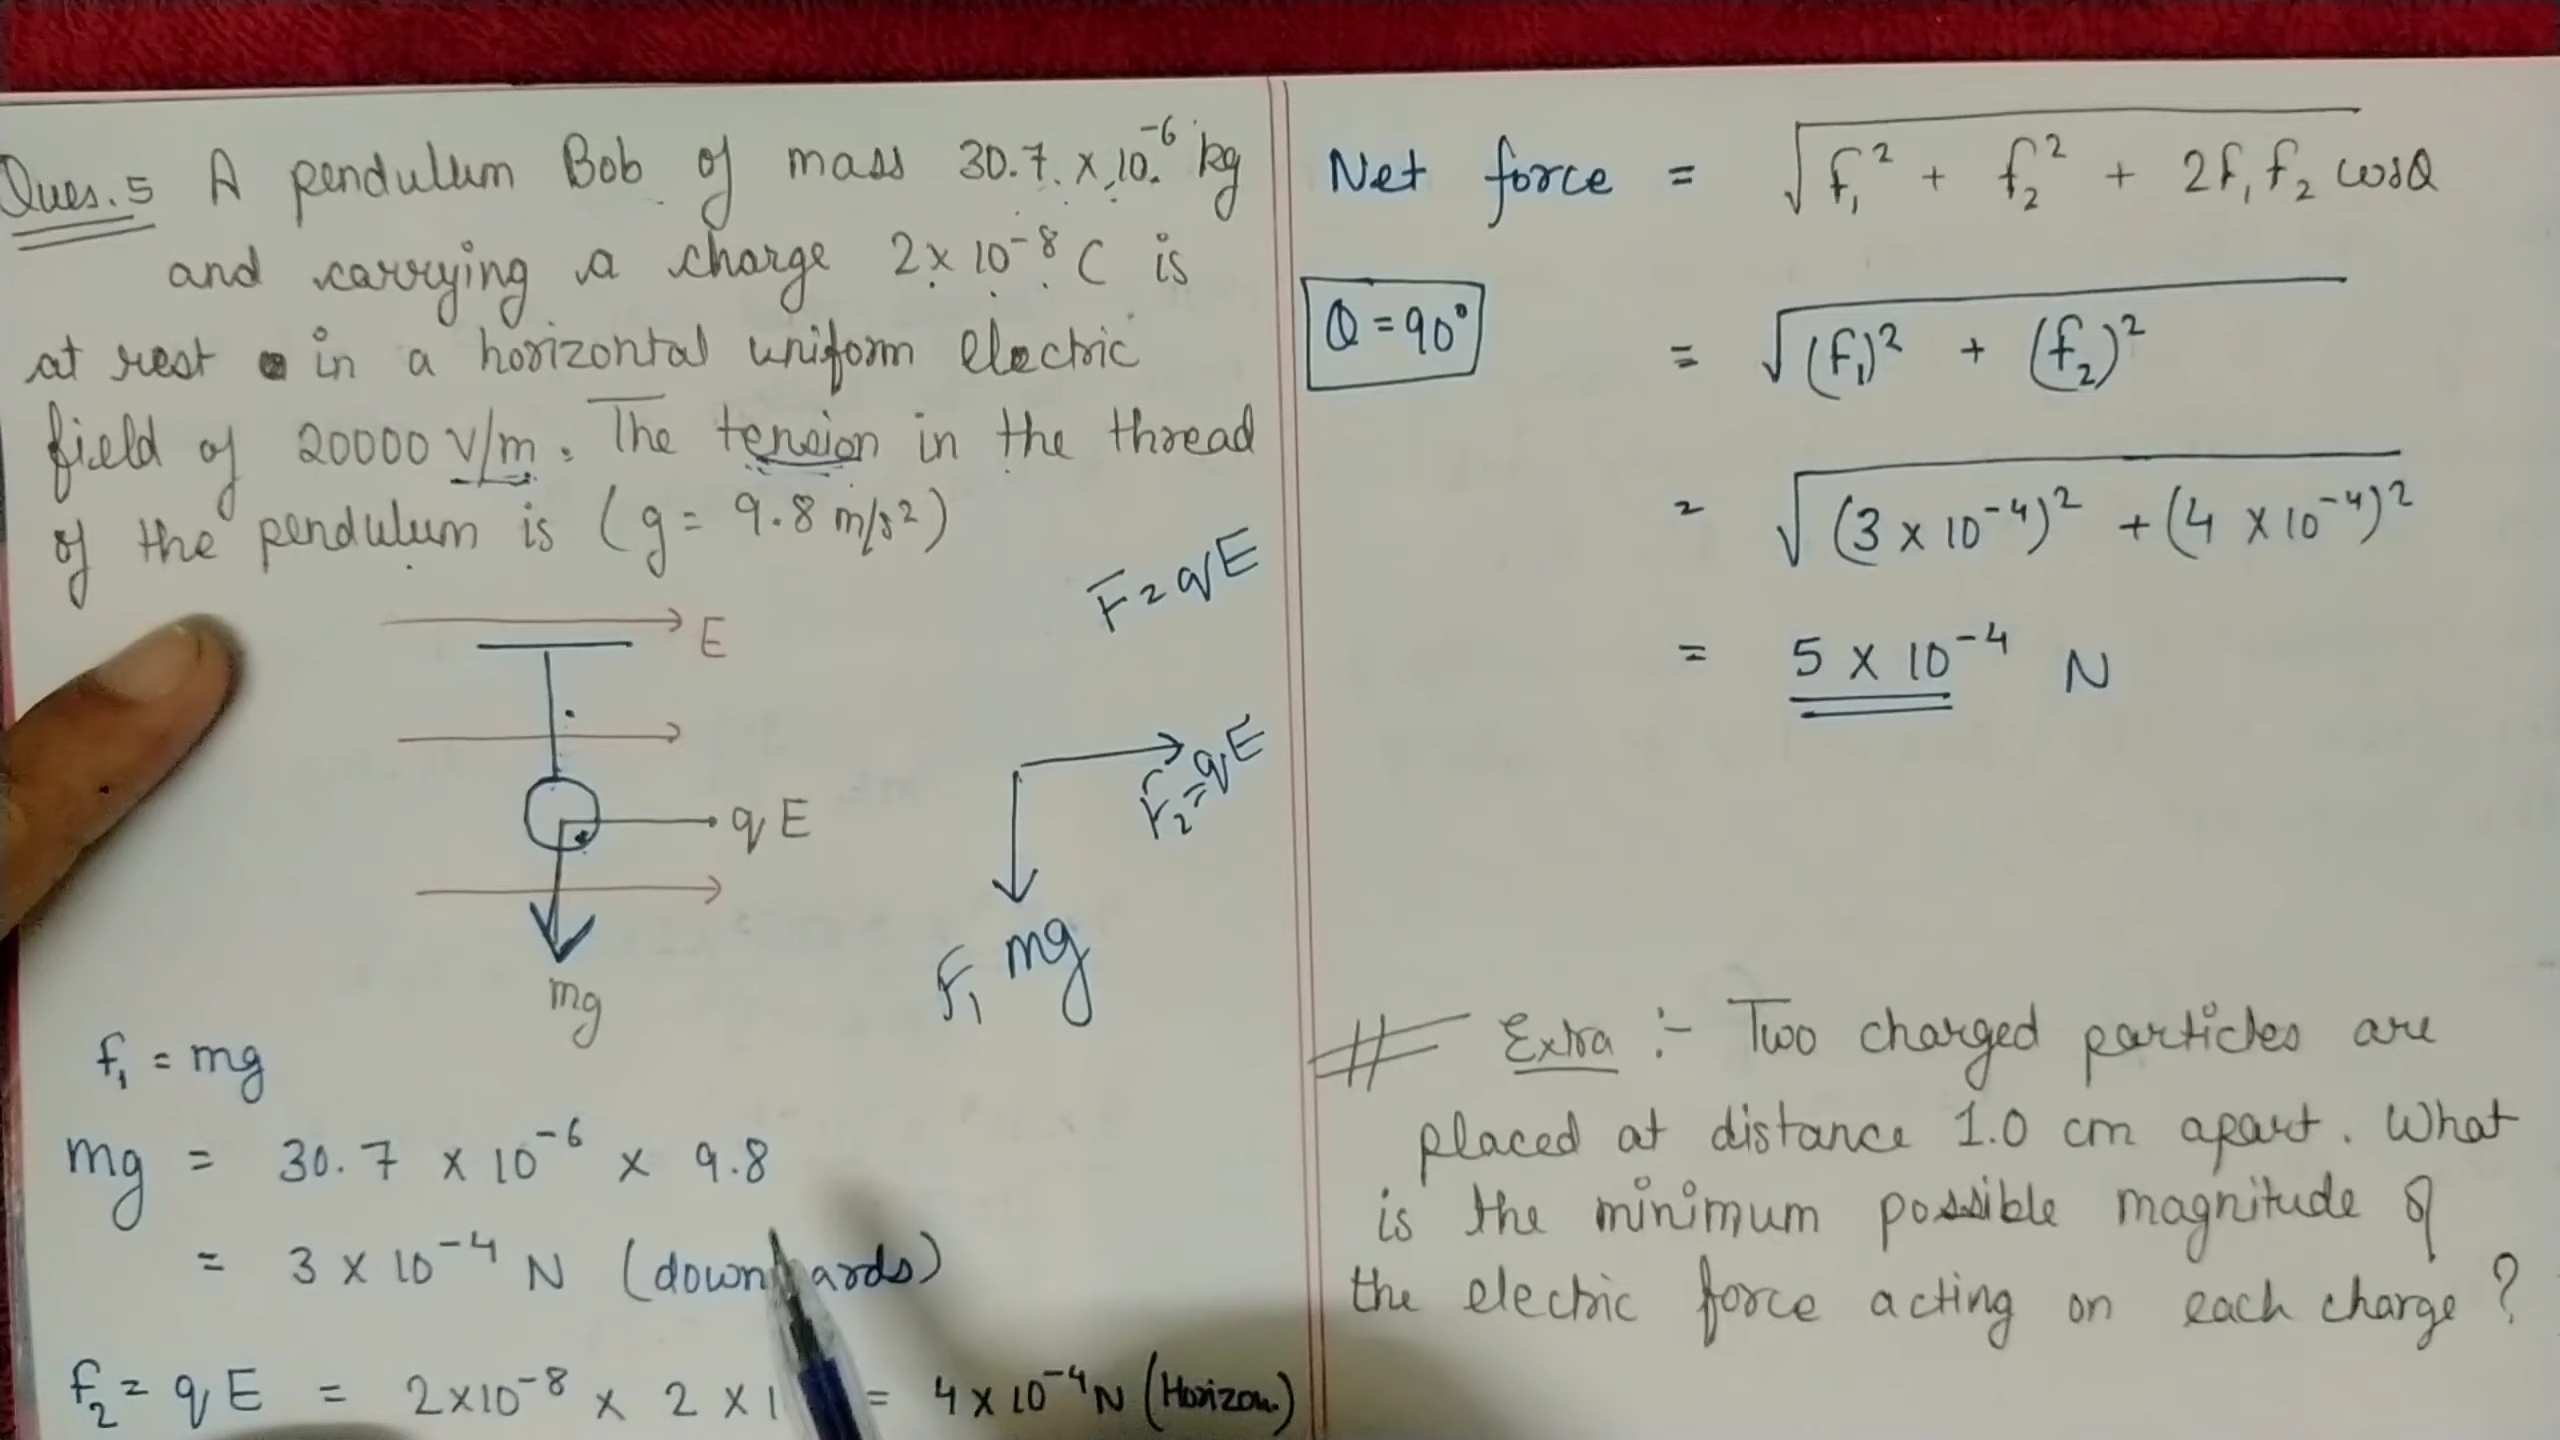 Ques. 5 A pendulum Bob of mass 30.7 x 10⁻⁶ kg
and carrying a charge 2 x 10⁻⁸ C is
at rest in a horizontal uniform electric
field of 20000 V/m. The tension in the thread
of the pendulum is (g = 9.8 m/s²)
F = qE
E
qE
mg
F₂ = qE
F₁ mg
f₁ = mg
mg = 30.7 x 10⁻⁶ x 9.8
= 3 x 10⁻⁴ N (downwards)
f₂ = qE = 2x10⁻⁸ x 2 x 1 = 4 x 10⁻⁴ N (Horizon.)
Net force = √f₁² + f₂² + 2f₁f₂ cosθ
θ = 90°
= √(f₁)² + (f₂)²
= √(3 x 10⁻⁴)² + (4 x 10⁻⁴)²
= 5 x 10⁻⁴ N
# Extra :- Two charged particles are
placed at distance 1.0 cm apart. What
is the minimum possible magnitude of
the electric force acting on each charge?